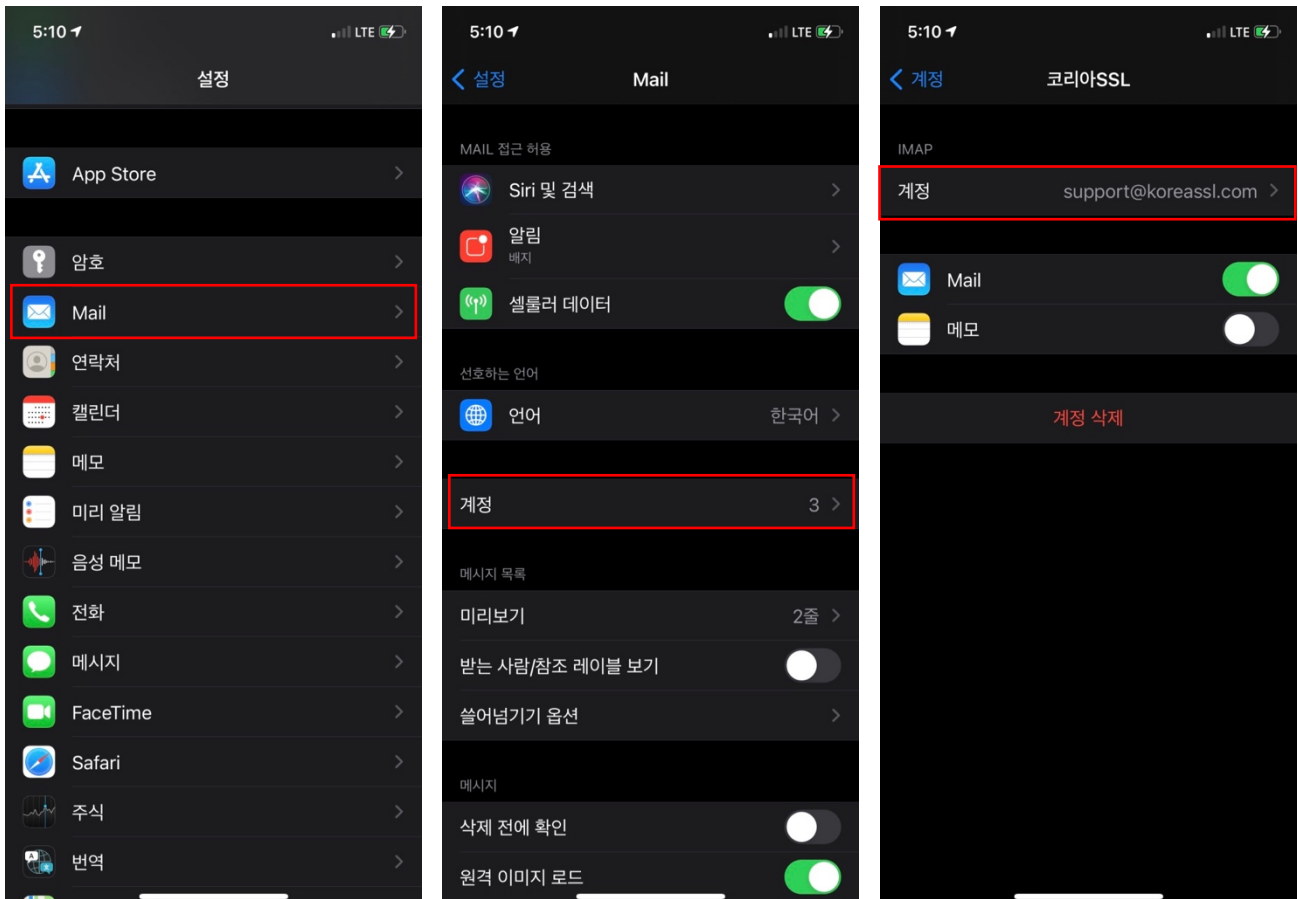 5:10 LTE
설정
App Store
암호
Mail
연락처
캘린더
메모
미리 알림
음성 메모
전화
메시지
FaceTime
Safari
주식
번역
5:10 LTE
설정 Mail
MAIL 접근 허용
Siri 및 검색
알림
배지
셀룰러 데이터
선호하는 언어
언어 한국어
계정 3
메시지 목록
미리보기 2줄
받는 사람/참조 레이블 보기
쓸어넘기기 옵션
메시지
삭제 전에 확인
원격 이미지 로드
5:10 LTE
계정 코리아SSL
IMAP
계정 support@koreassl.com
Mail
메모
계정 삭제